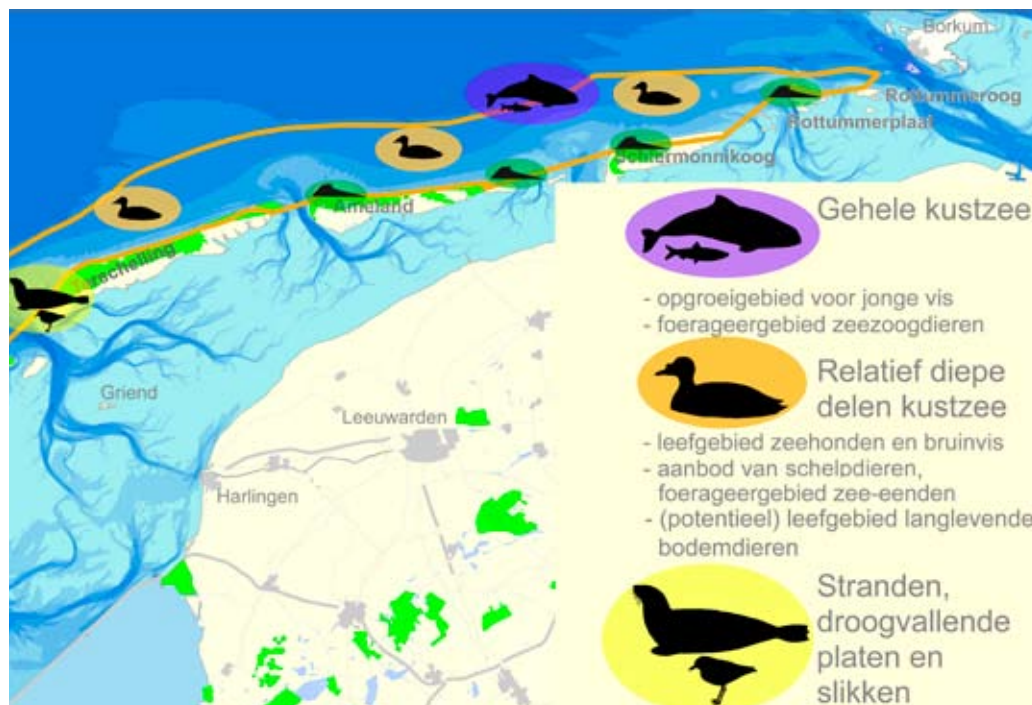 Borkum
Rottummeroog
Rottummerplaat
Schiermonnikoog
Ameland
rschelling
Griend
Leeuwarden
Harlingen
Gehele kustzee
- opgroeigebied voor jonge vis
- foerageergebied zeezoogdieren
Relatief diepe
delen kustzee
- leefgebied zeehonden en bruinvis
- aanbod van schelpdieren,
foerageergebied zee-eenden
- (potentieel) leefgebied langlevende
bodemdieren
Stranden,
droogvallende
platen en
slikken